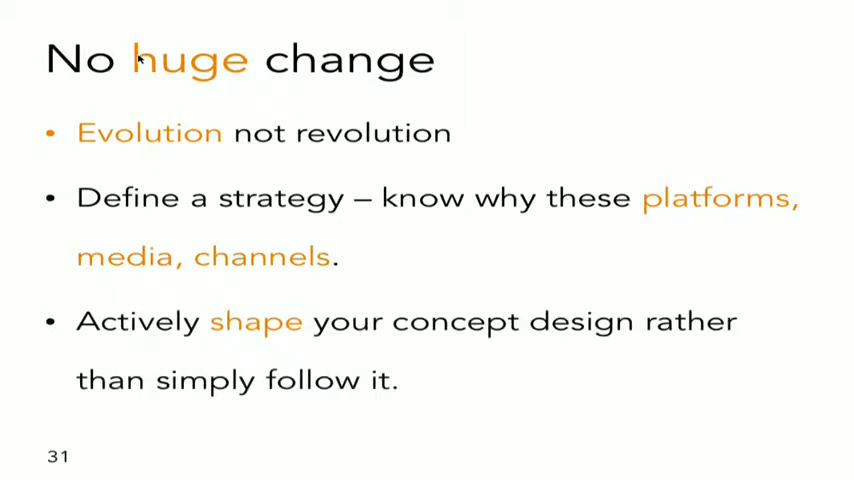 No huge change
• Evolution not revolution
• Define a strategy – know why these platforms,
media, channels.
• Actively shape your concept design rather
than simply follow it.
31